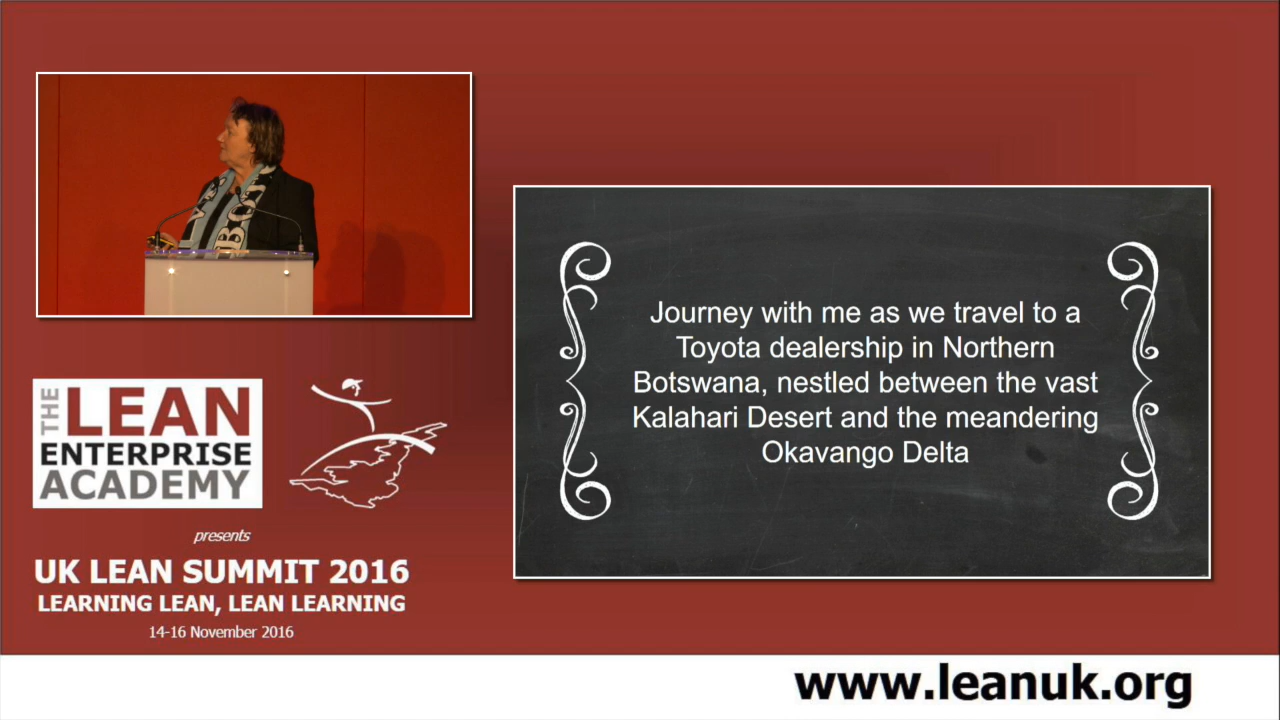 THE
LEAN
ENTERPRISE
ACADEMY
presents
UK LEAN SUMMIT 2016
LEARNING LEAN, LEAN LEARNING
14-16 November 2016
Journey with me as we travel to a
Toyota dealership in Northern
Botswana, nestled between the vast
Kalahari Desert and the meandering
Okavango Delta
www.leanuk.org